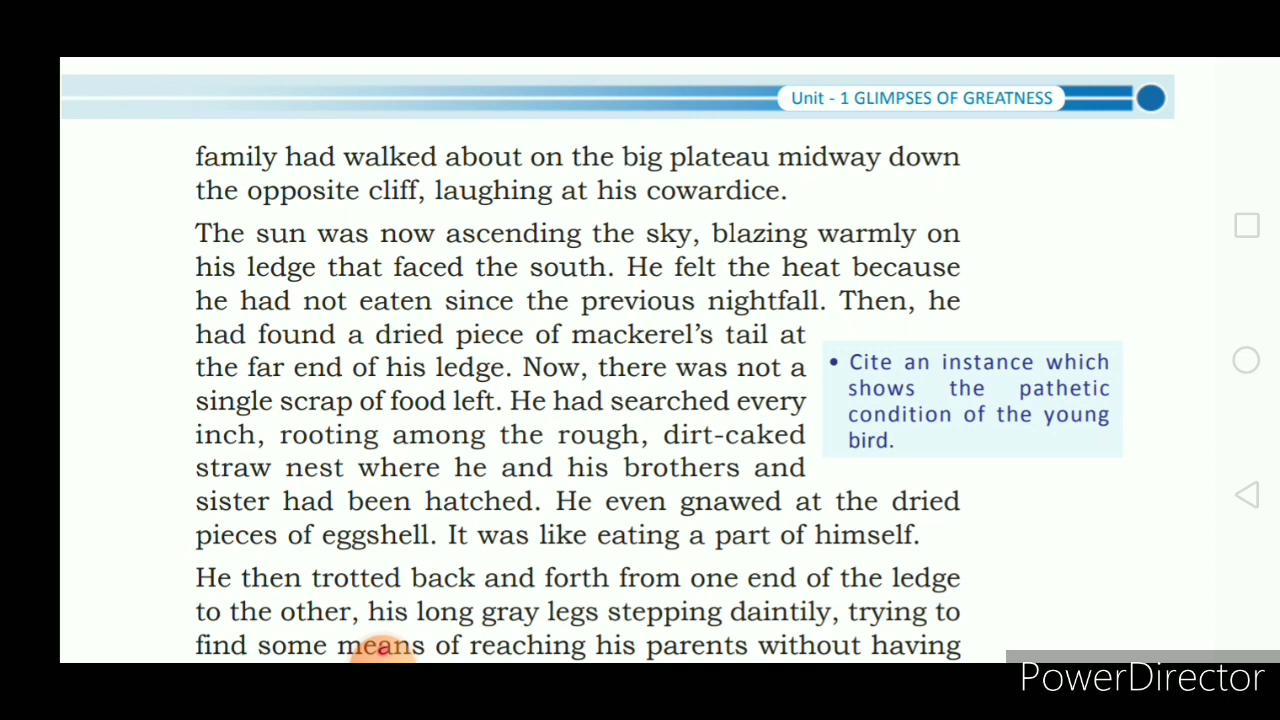 Unit - 1 GLIMPSES OF GREATNESS
family had walked about on the big plateau midway down
the opposite cliff, laughing at his cowardice.
The sun was now ascending the sky, blazing warmly on
his ledge that faced the south. He felt the heat because
he had not eaten since the previous nightfall. Then, he
had found a dried piece of mackerel’s tail at
the far end of his ledge. Now, there was not a
single scrap of food left. He had searched every
inch, rooting among the rough, dirt-caked
straw nest where he and his brothers and
sister had been hatched. He even gnawed at the dried
pieces of eggshell. It was like eating a part of himself.
• Cite an instance which
shows the pathetic
condition of the young
bird.
He then trotted back and forth from one end of the ledge
to the other, his long gray legs stepping daintily, trying to
find some means of reaching his parents without having
PowerDirector